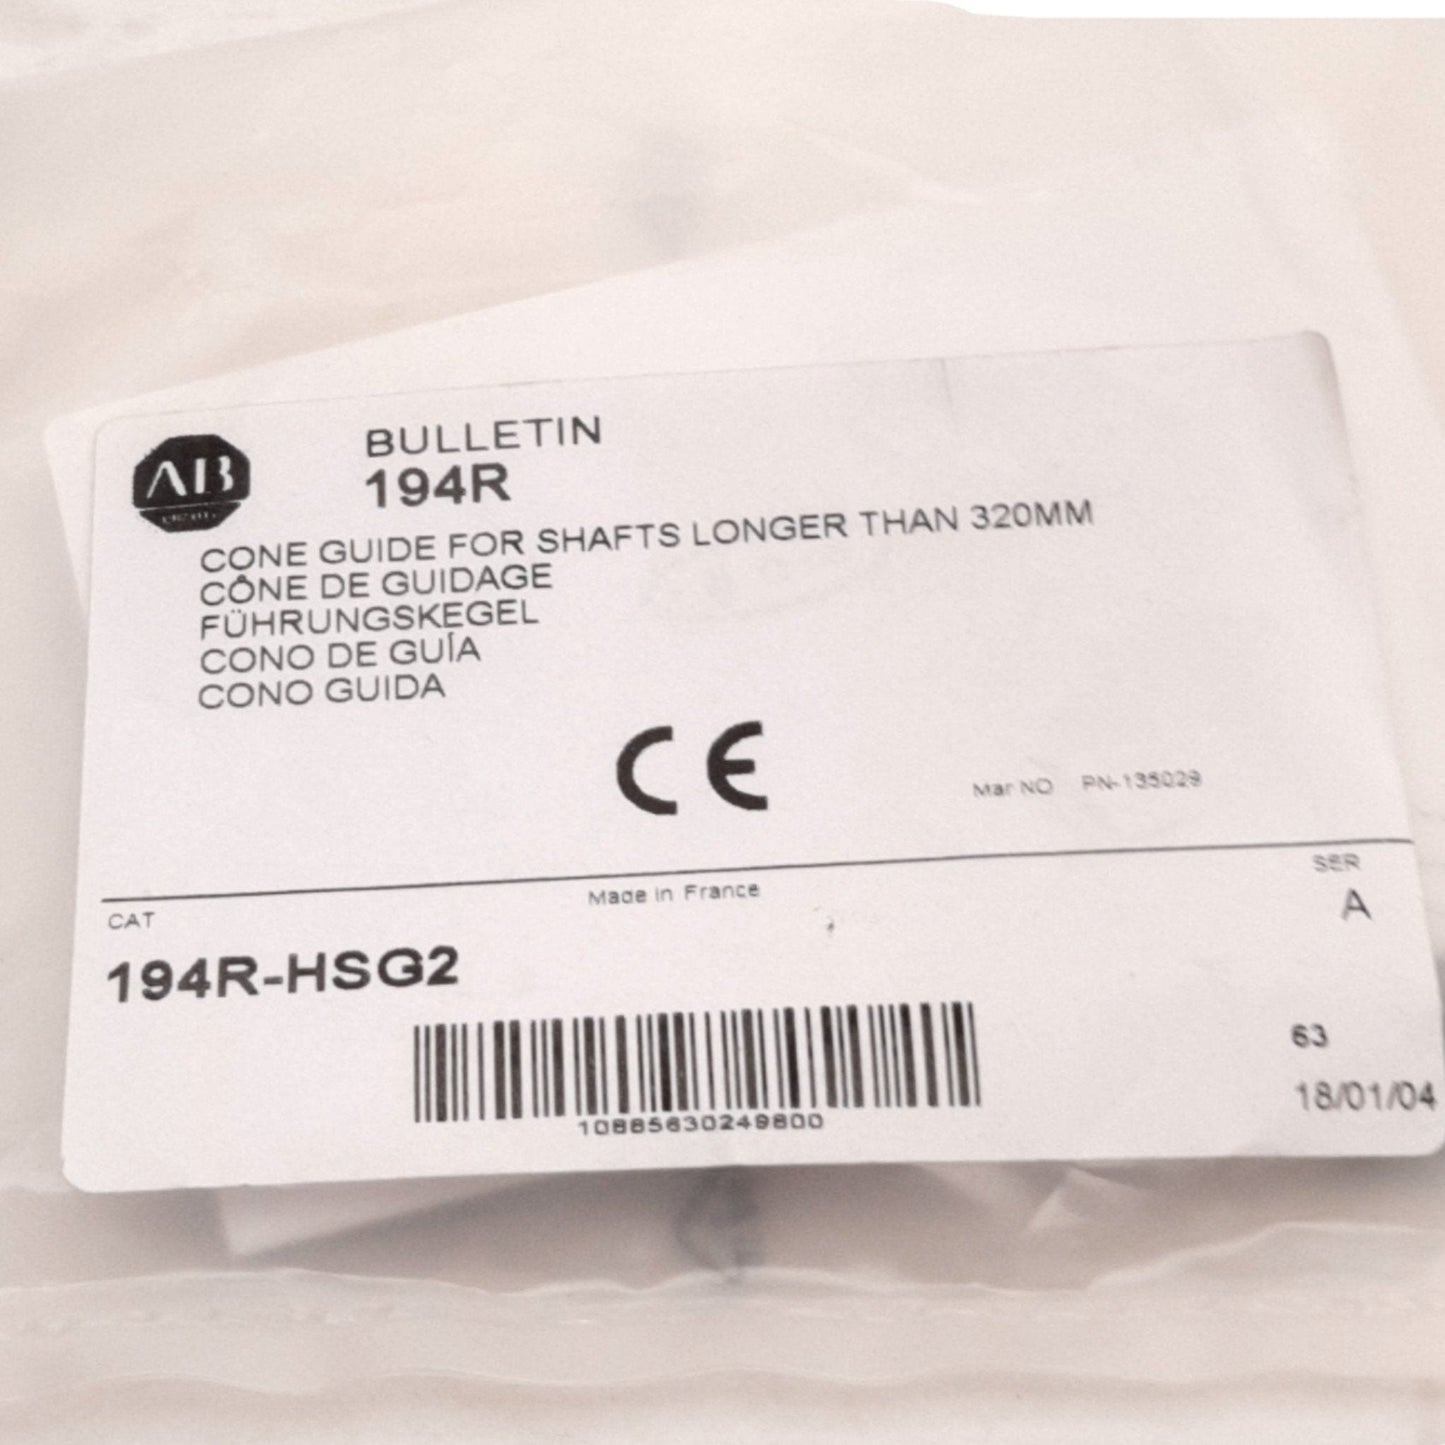 AB
BULLETIN
194R
CONE GUIDE FOR SHAFTS LONGER THAN 320MM
CÔNE DE GUIDAGE
FÜHRUNGSKEGEL
CONO DE GUÍA
CONO GUIDA
CE
Mar NO PN-135029
Made in France
SER
A
CAT
194R-HSG2
63
18/01/04
10885630249800